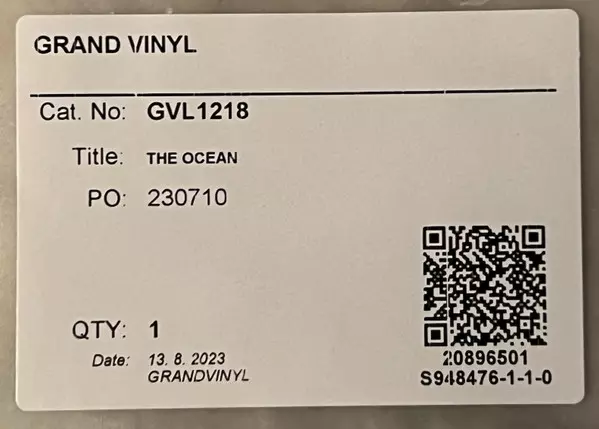 GRAND VINYL
Cat. No: GVL1218
Title: THE OCEAN
PO: 230710
QTY: 1
Date: 13. 8. 2023
GRANDVINYL
20896501
S948476-1-1-0